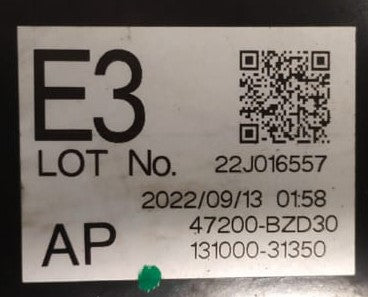 E3
LOT No. 22J016557
2022/09/13 01:58
47200-BZD30
AP 131000-31350